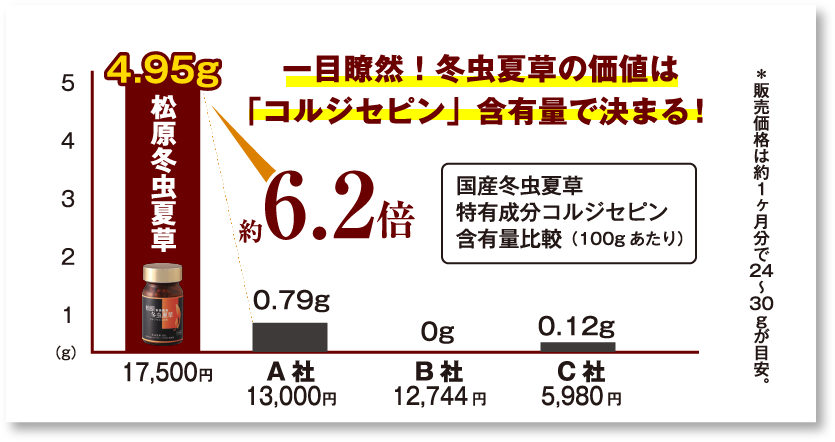 一目瞭然！冬虫夏草の価値は
「コルジセピン」含有量で決まる！
5
4
3
2
1
(g)
4.95g
松原冬虫夏草
約6.2倍
国産冬虫夏草
特有成分コルジセピン
含有量比較（100gあたり）
0.79g
0g
0.12g
17,500円
A社
13,000円
B社
12,744円
C社
5,980円
＊販売価格は約1ヶ月分で24〜30gが目安。